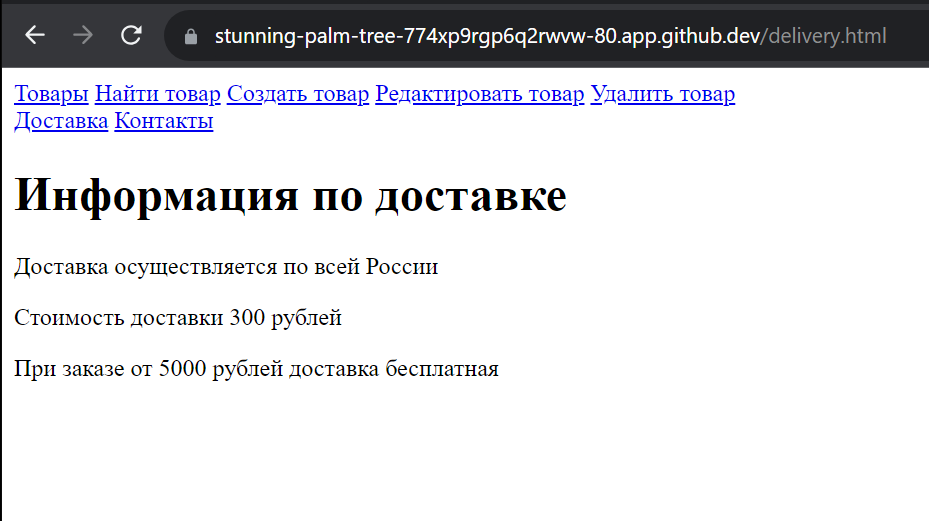 stunning-palm-tree-774xp9rgp6q2rwvw-80.app.github.dev/delivery.html
Товары Найти товар Создать товар Редактировать товар Удалить товар
Доставка Контакты
Информация по доставке
Доставка осуществляется по всей России
Стоимость доставки 300 рублей
При заказе от 5000 рублей доставка бесплатная